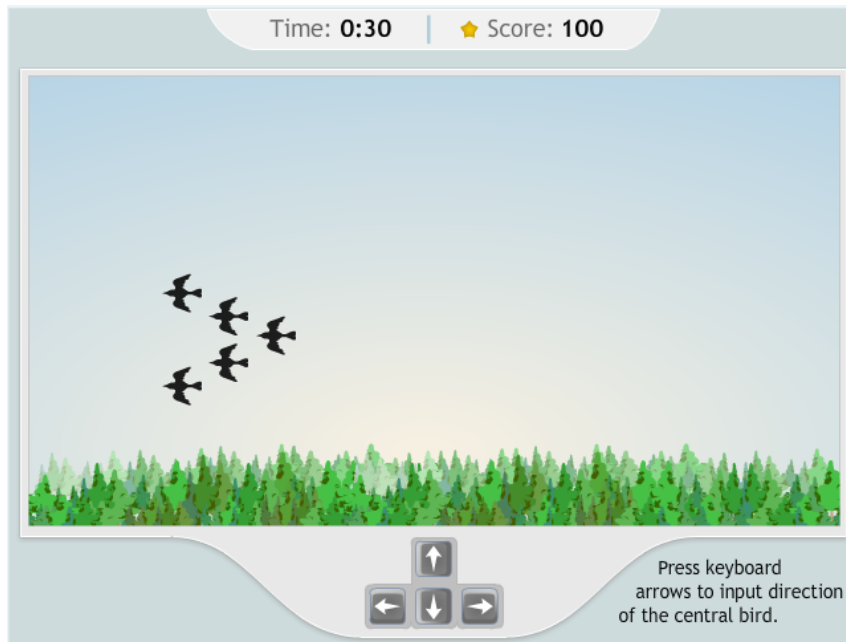 Time: 0:30 Score: 100
Press keyboard
arrows to input direction
of the central bird.